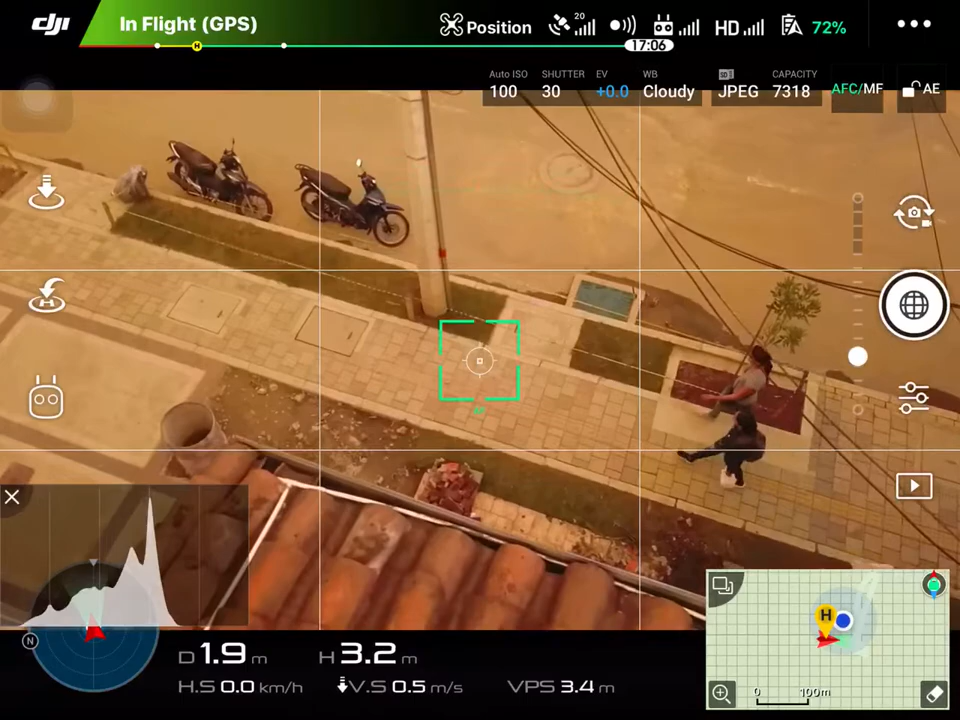 dji In Flight (GPS) Position 20 HD 72%
H 17:06
Auto ISO SHUTTER EV WB CAPACITY
100 30 +0.0 Cloudy JPEG 7318 AFC/MF AE
H
N
D 1.9 m H 3.2 m
H.S 0.0 km/h V.S 0.5 m/s VPS 3.4 m
H
0 100m